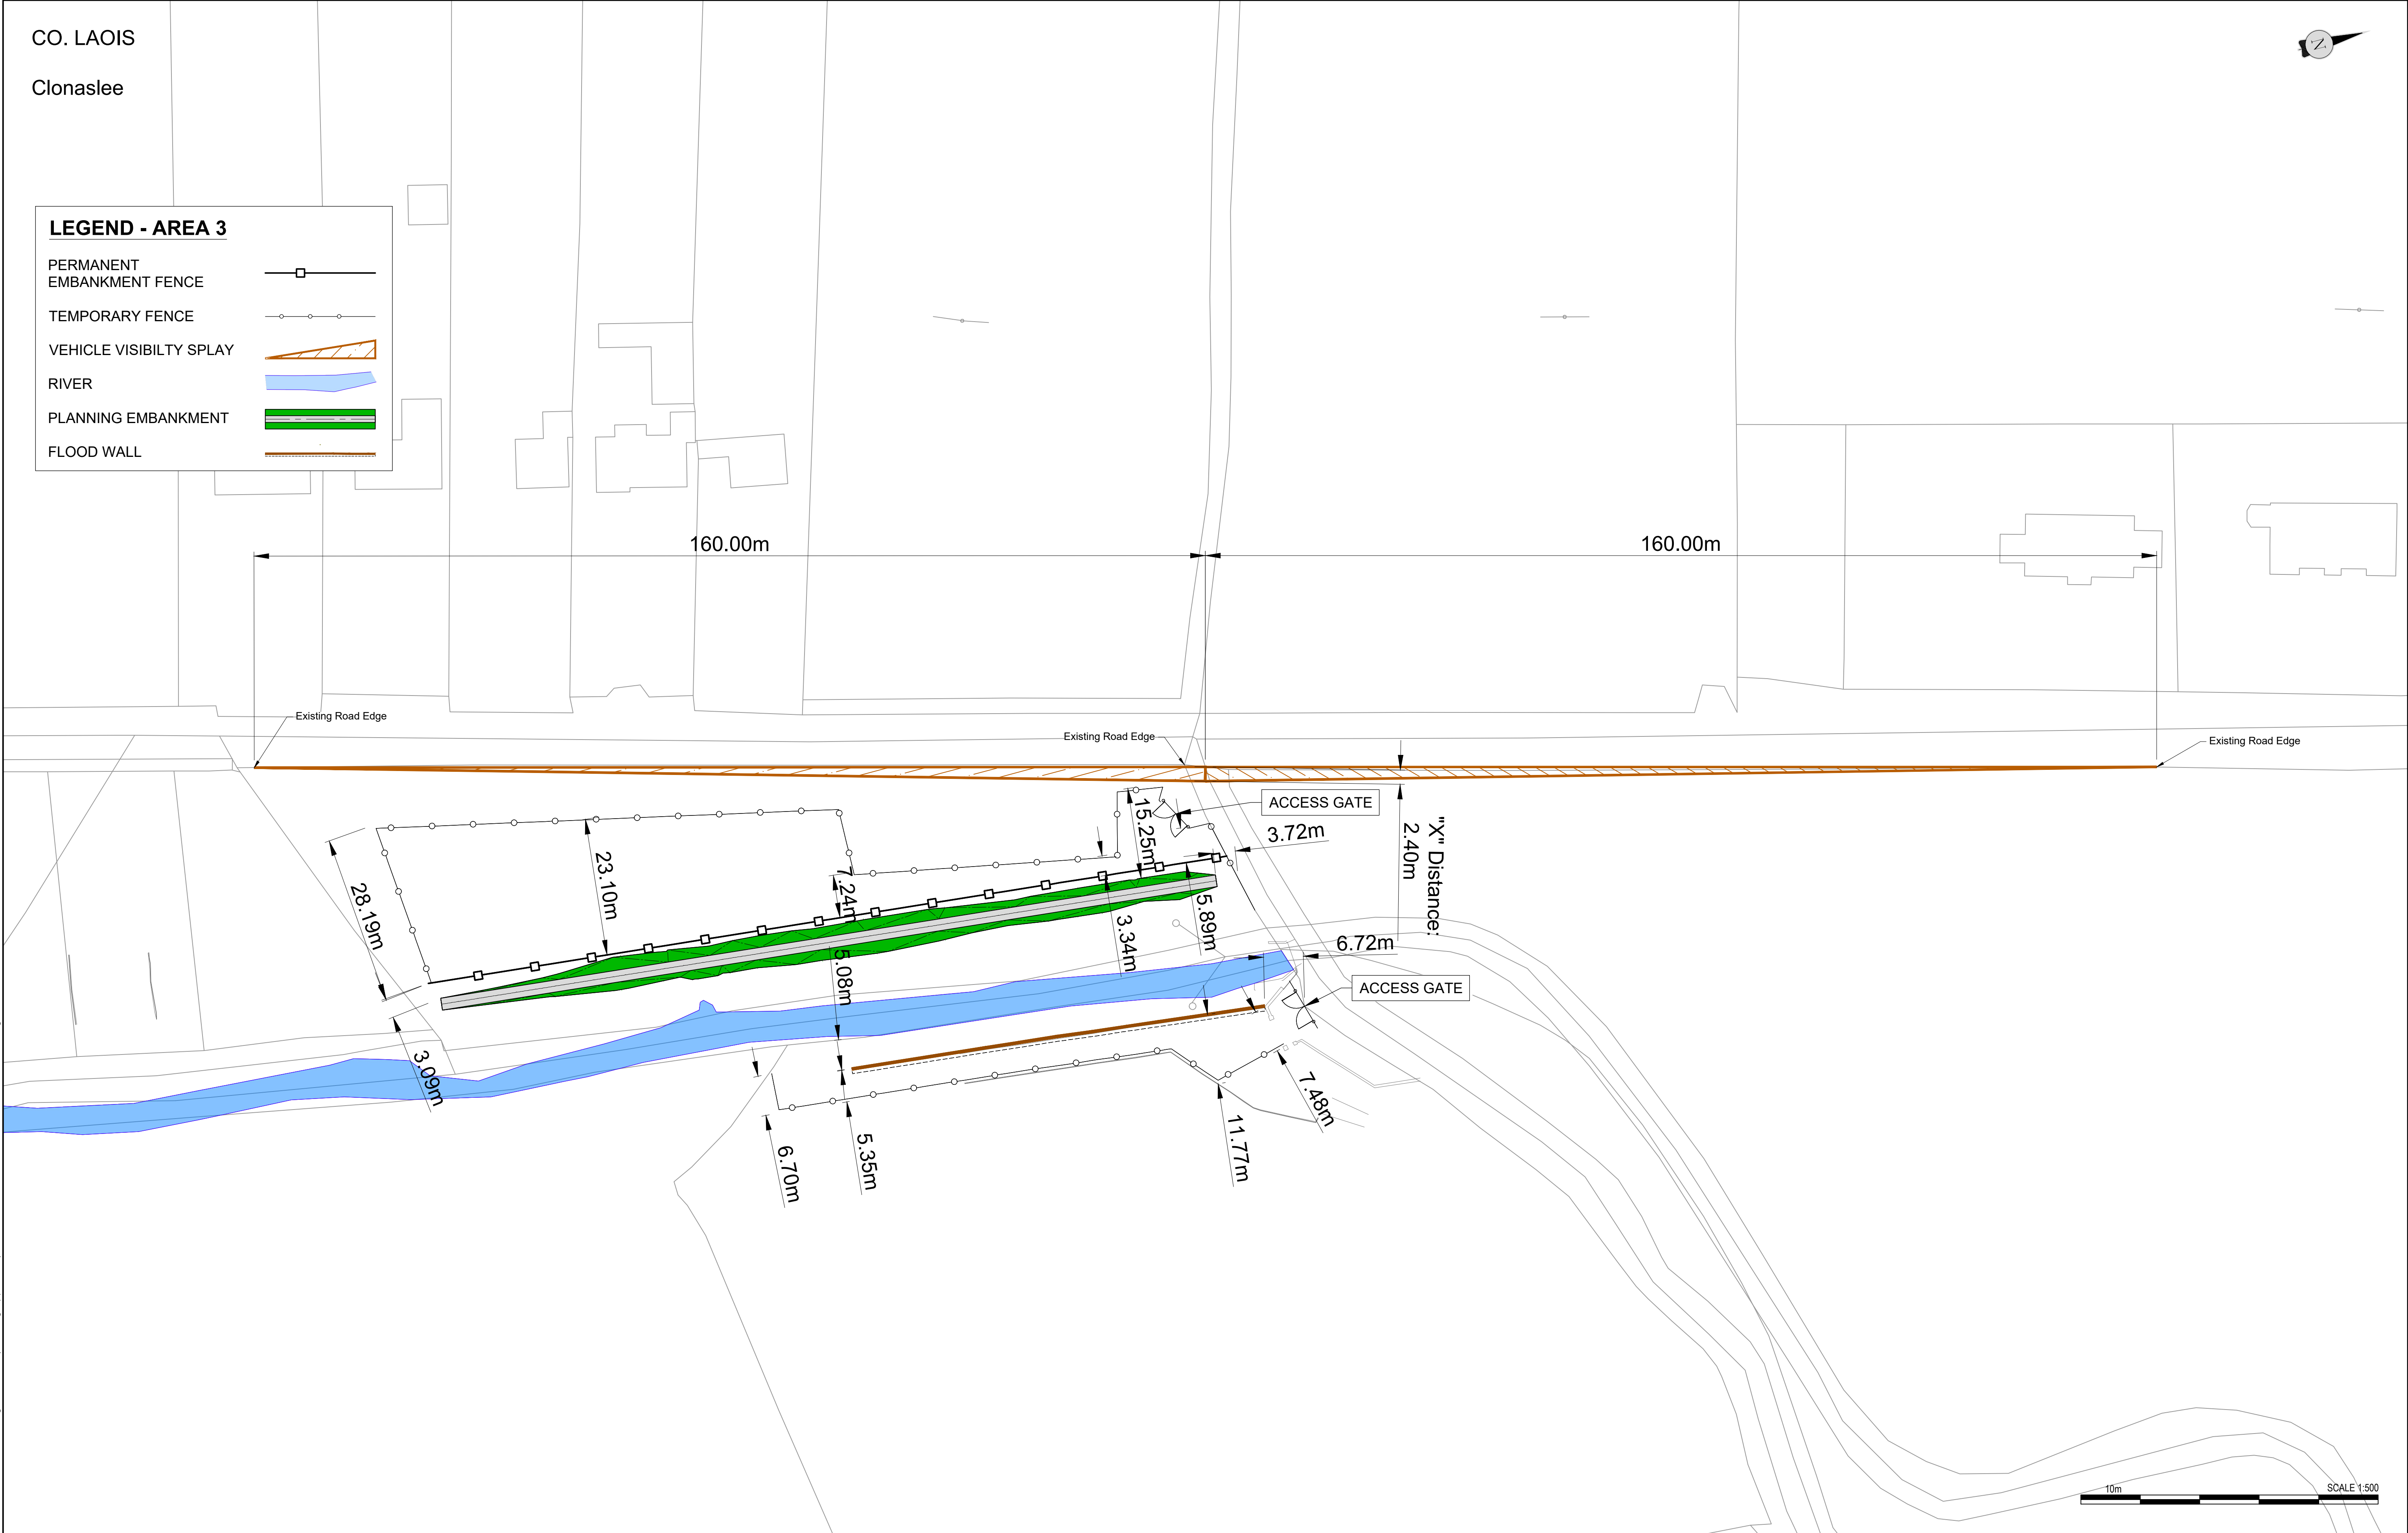 CO. LAOIS
Clonaslee
N
LEGEND - AREA 3
PERMANENT
EMBANKMENT FENCE
TEMPORARY FENCE
VEHICLE VISIBILTY SPLAY
RIVER
PLANNING EMBANKMENT
FLOOD WALL
160.00m
160.00m
Existing Road Edge
Existing Road Edge
Existing Road Edge
ACCESS GATE
15.25m
3.72m
"X" Distance:
2.40m
23.10m
7.24m
28.19m
3.34m
5.89m
6.72m
5.08m
ACCESS GATE
3.09m
7.48m
5.35m
11.77m
6.70m
10m
SCALE 1:500